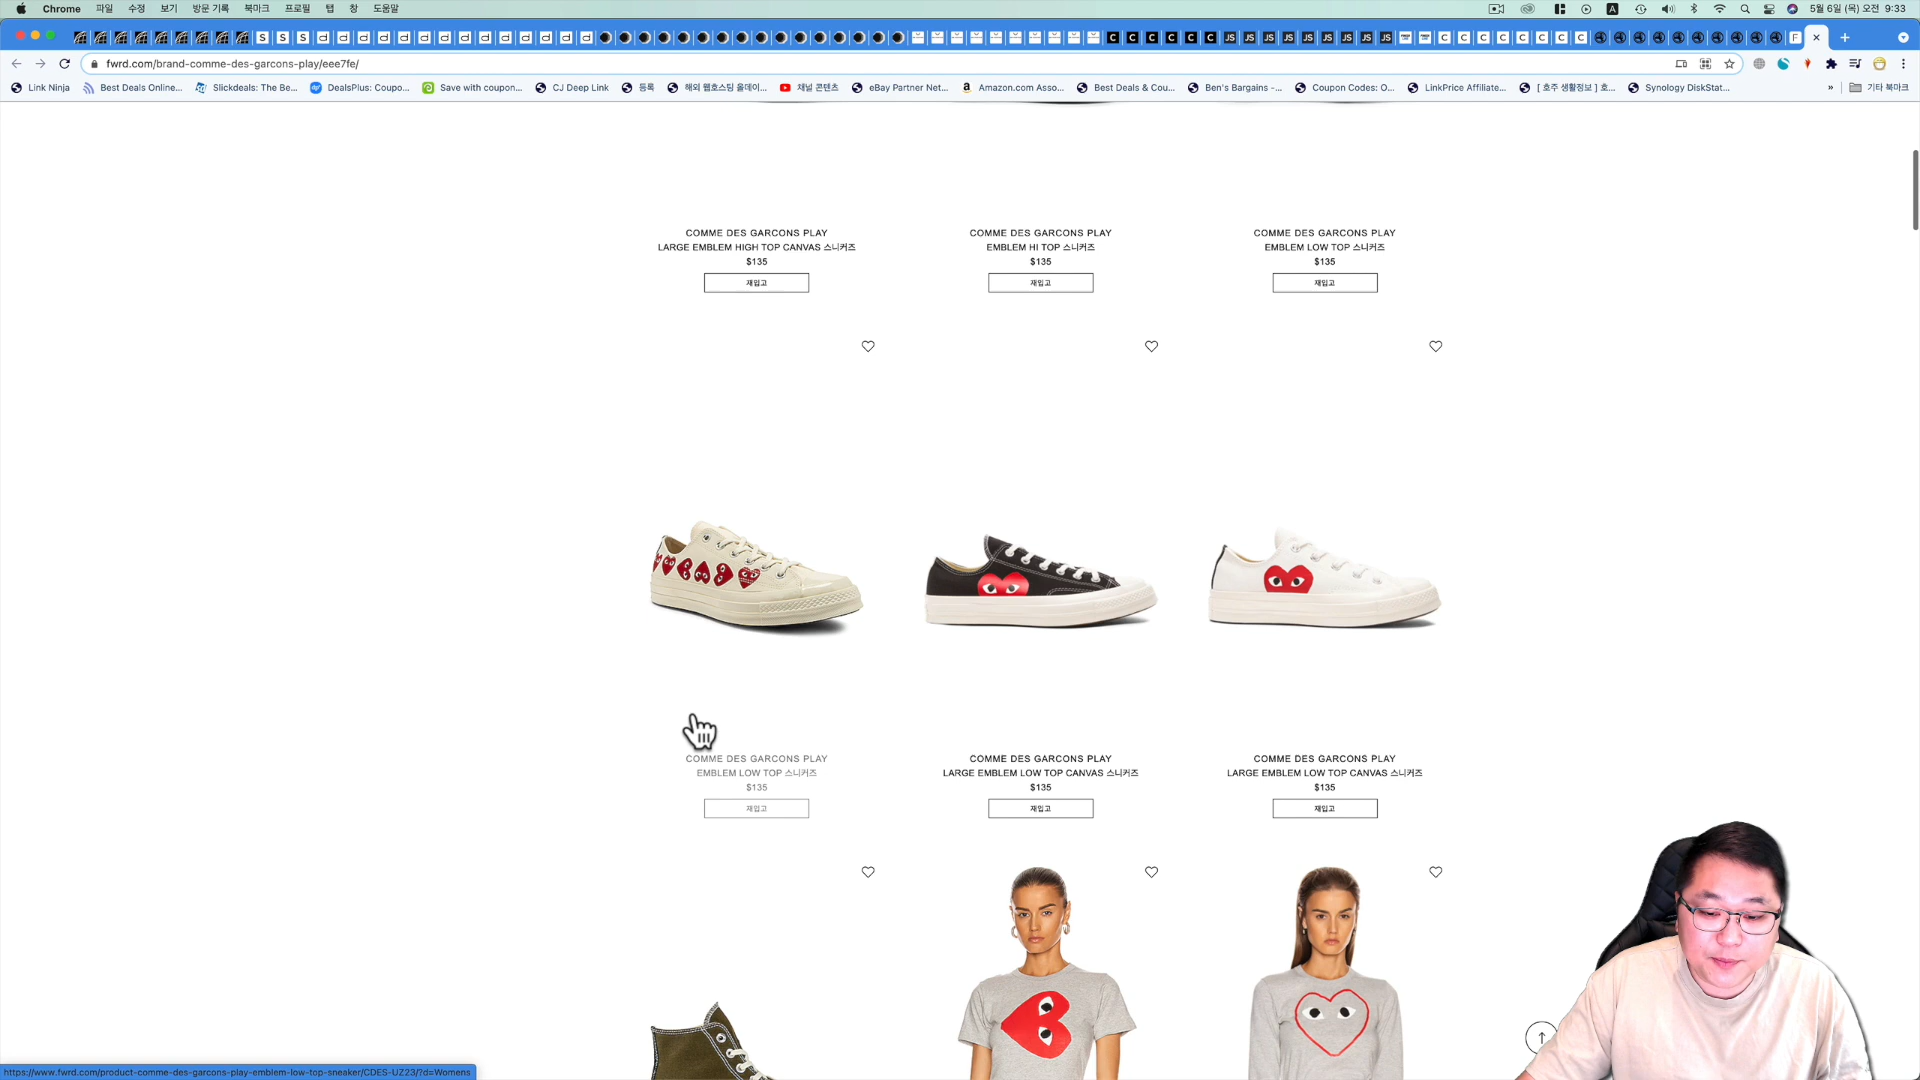 Chrome 파일 수정 보기 방문 기록 북마크 프로필 탭 창 도움말 5월 6일 (목) 오전 9:33
fwrd.com/brand-comme-des-garcons-play/eee7fe/
Link Ninja Best Deals Online... Slickdeals: The Be... DealsPlus: Coupo... Save with coupon... CJ Deep Link 등록 해외 웹호스팅 올데이... 채널 콘텐츠 eBay Partner Net... Amazon.com Asso... Best Deals & Cou... Ben's Bargains -... Coupon Codes: O... LinkPrice Affiliate... [ 호주 생활정보 ] 호... Synology DiskStat... » 기타 북마크
COMME DES GARCONS PLAY COMME DES GARCONS PLAY COMME DES GARCONS PLAY
LARGE EMBLEM HIGH TOP CANVAS 스니커즈 EMBLEM HI TOP 스니커즈 EMBLEM LOW TOP 스니커즈
$135 $135 $135
재입고 재입고 재입고
COMME DES GARCONS PLAY COMME DES GARCONS PLAY COMME DES GARCONS PLAY
EMBLEM LOW TOP 스니커즈 LARGE EMBLEM LOW TOP CANVAS 스니커즈 LARGE EMBLEM LOW TOP CANVAS 스니커즈
$135 $135 $135
재입고 재입고 재입고
https://www.fwrd.com/product-comme-des-garcons-play-emblem-low-top-sneaker/CDES-UZ23/?d=Womens